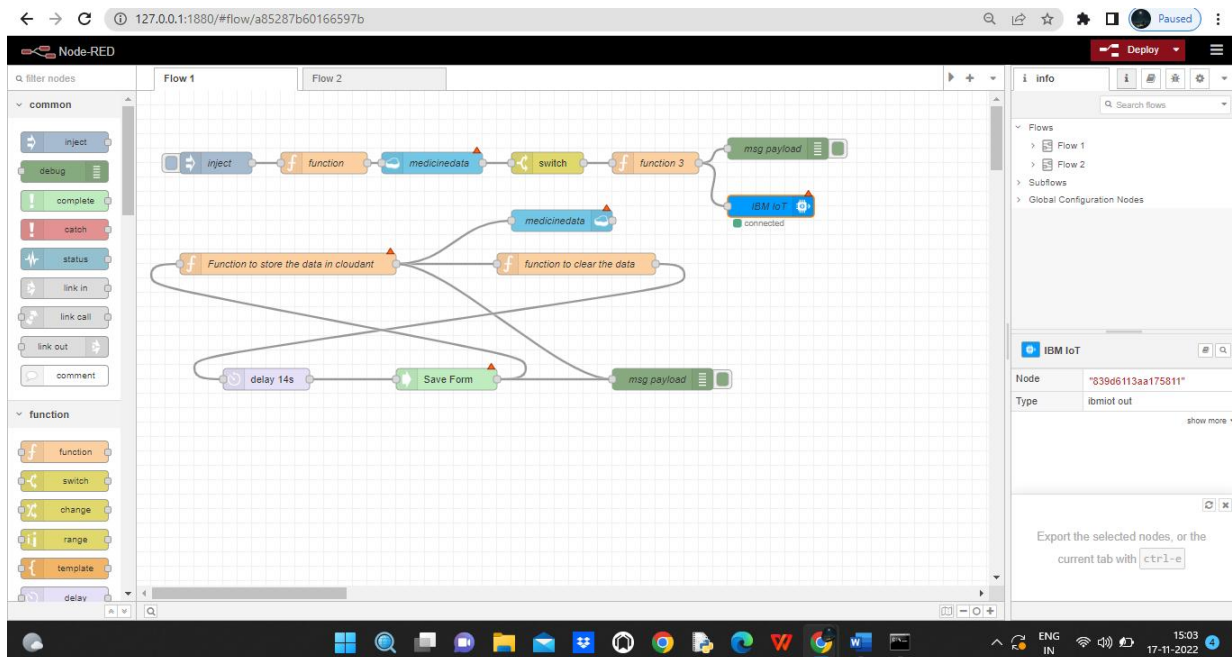 127.0.0.1:1880/#flow/a85287b60166597b
Paused
Node-RED
Deploy
filter nodes
Flow 1
Flow 2
i info
i
Search flows
common
inject
debug
complete
catch
status
link in
link call
link out
comment
function
function
switch
change
range
template
delay
inject
function
medicinedata
switch
function 3
msg payload
IBM IoT
connected
medicinedata
Function to store the data in cloudant
function to clear the data
delay 14s
Save Form
msg payload
Flows
Flow 1
Flow 2
Subflows
Global Configuration Nodes
IBM IoT
Node "839d6113aa175811"
Type ibmiot out
show more
Export the selected nodes, or the
current tab with ctrl-e
ENG
IN
15:03
17-11-2022
4